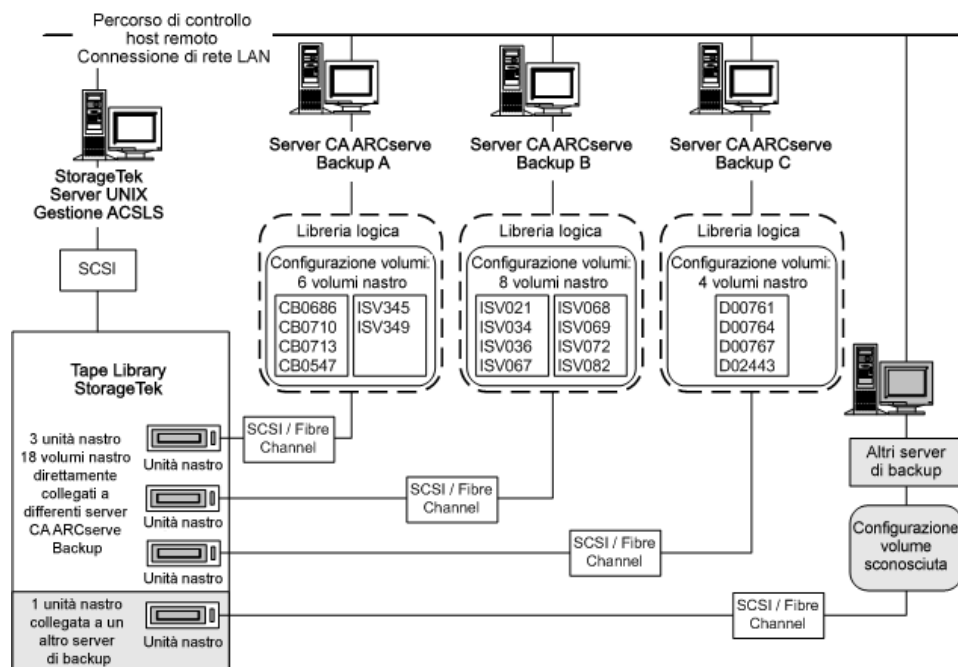 Percorso di controllo
host remoto
Connessione di rete LAN
StorageTek
Server UNIX
Gestione ACSLS
SCSI
Server CA ARCserve
Backup A
Server CA ARCserve
Backup B
Server CA ARCserve
Backup C
Libreria logica
Configurazione volumi:
6 volumi nastro
CB0686
CB0710
CB0713
CB0547
ISV345
ISV349
Libreria logica
Configurazione volumi:
8 volumi nastro
ISV021
ISV034
ISV036
ISV067
ISV068
ISV069
ISV072
ISV082
Libreria logica
Configurazione volumi:
4 volumi nastro
D00761
D00764
D00767
D02443
Tape Library
StorageTek
3 unità nastro
18 volumi nastro
direttamente
collegati a
differenti server
CA ARCserve
Backup
Unità nastro
Unità nastro
Unità nastro
1 unità nastro
collegata a un
altro server
di backup
Unità nastro
SCSI / Fibre
Channel
SCSI / Fibre
Channel
SCSI / Fibre
Channel
SCSI / Fibre
Channel
Altri server
di backup
Configurazione
volume
sconosciuta